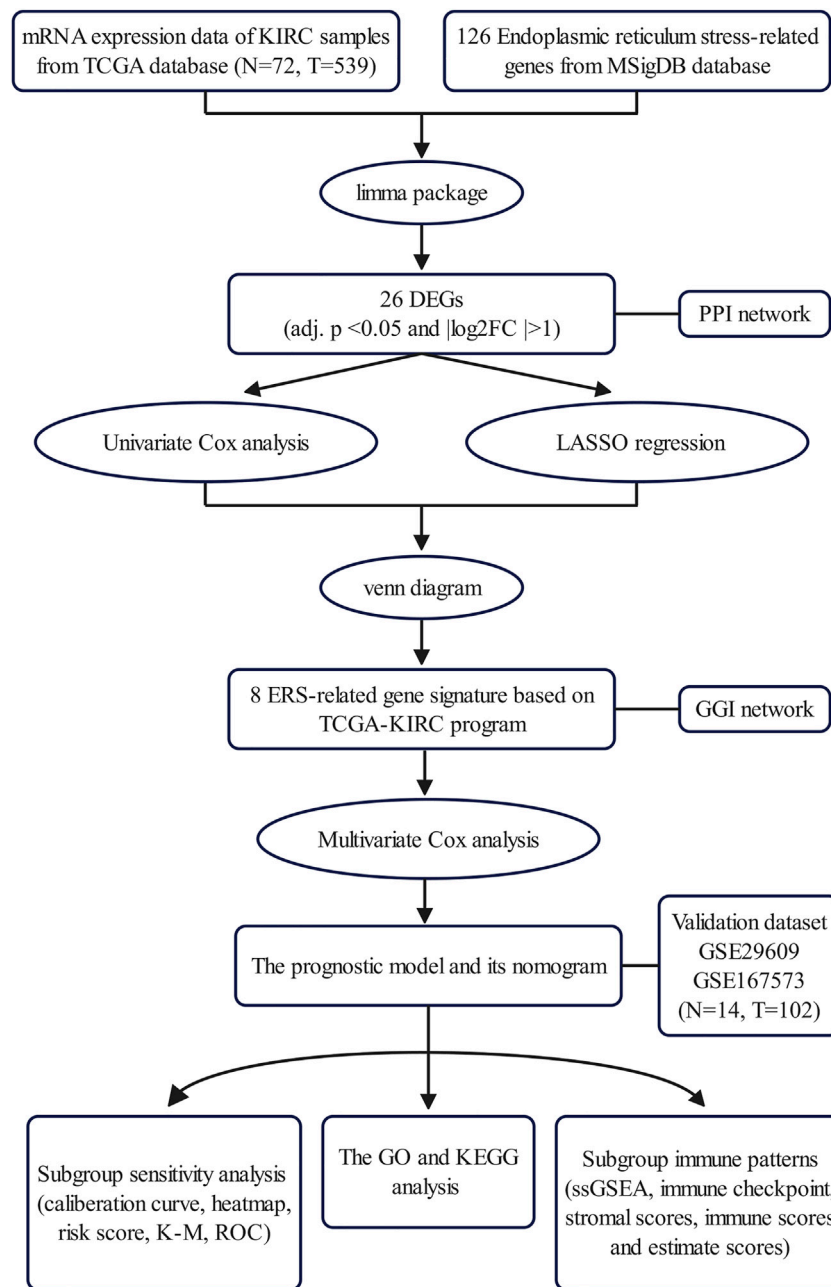 mRNA expression data of KIRC samples
from TCGA database (N=72, T=539)
126 Endoplasmic reticulum stress-related
genes from MSigDB database
limma package
26 DEGs
(adj. p <0.05 and |log2FC |>1)
PPI network
Univariate Cox analysis
LASSO regression
venn diagram
8 ERS-related gene signature based on
TCGA-KIRC program
GGI network
Multivariate Cox analysis
The prognostic model and its nomogram
Validation dataset
GSE29609
GSE167573
(N=14, T=102)
Subgroup sensitivity analysis
(caliberation curve, heatmap,
risk score, K-M, ROC)
The GO and KEGG
analysis
Subgroup immune patterns
(ssGSEA, immune checkpoint,
stromal scores, immune scores
and estimate scores)